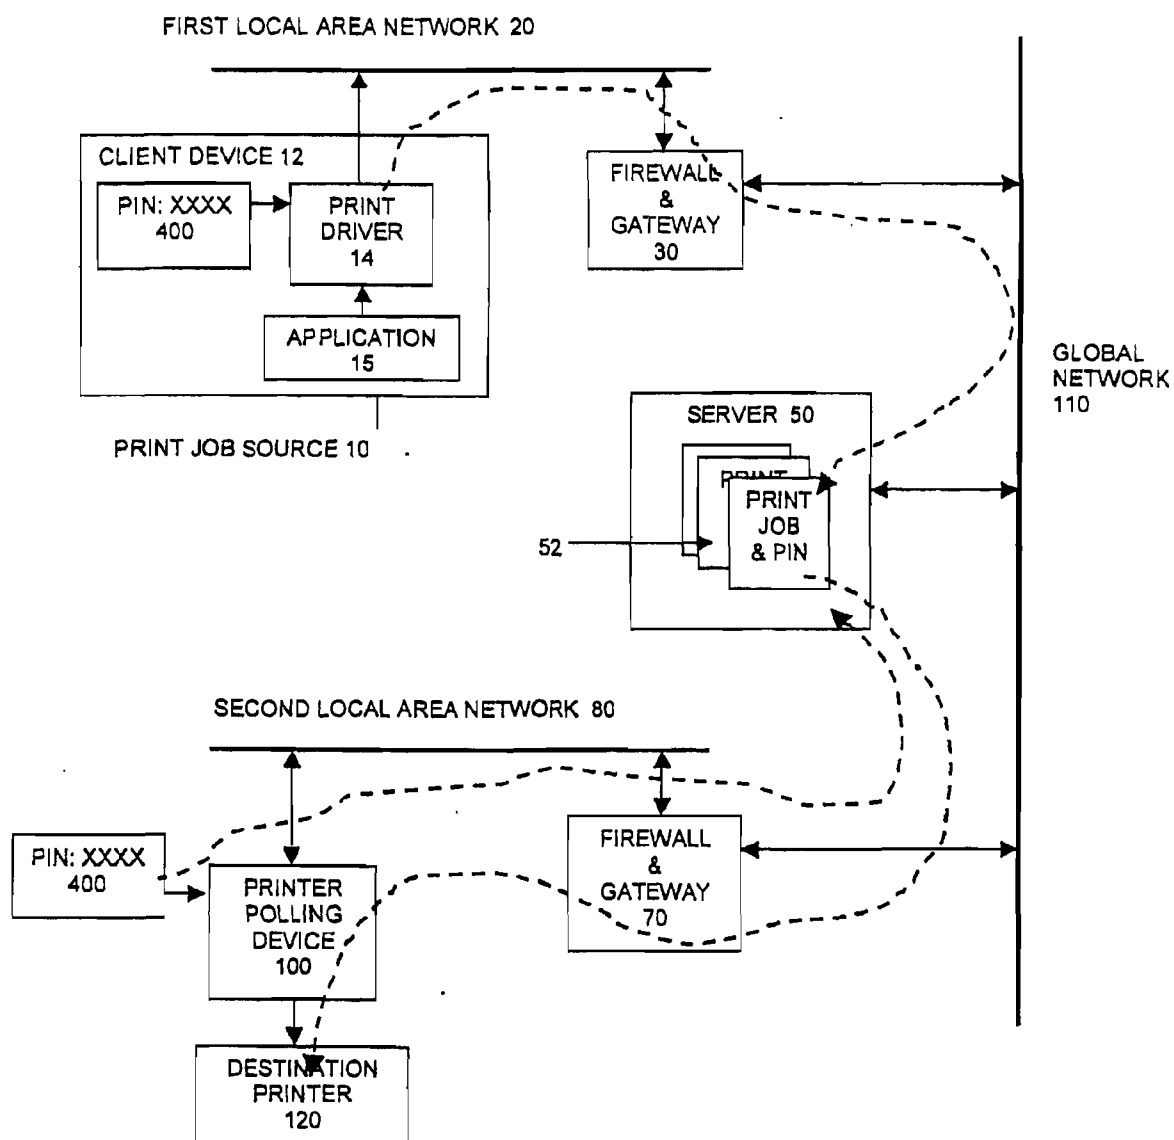 FIRST LOCAL AREA NETWORK 20
CLIENT DEVICE 12
PIN: XXXX
400
PRINT
DRIVER
14
APPLICATION
15
FIREWALL
&
GATEWAY
30
GLOBAL
NETWORK
110
PRINT JOB SOURCE 10
SERVER 50
PRINT
PRINT
JOB
& PIN
52
SECOND LOCAL AREA NETWORK 80
PIN: XXXX
400
PRINTER
POLLING
DEVICE
100
FIREWALL
&
GATEWAY
70
DESTINATION
PRINTER
120